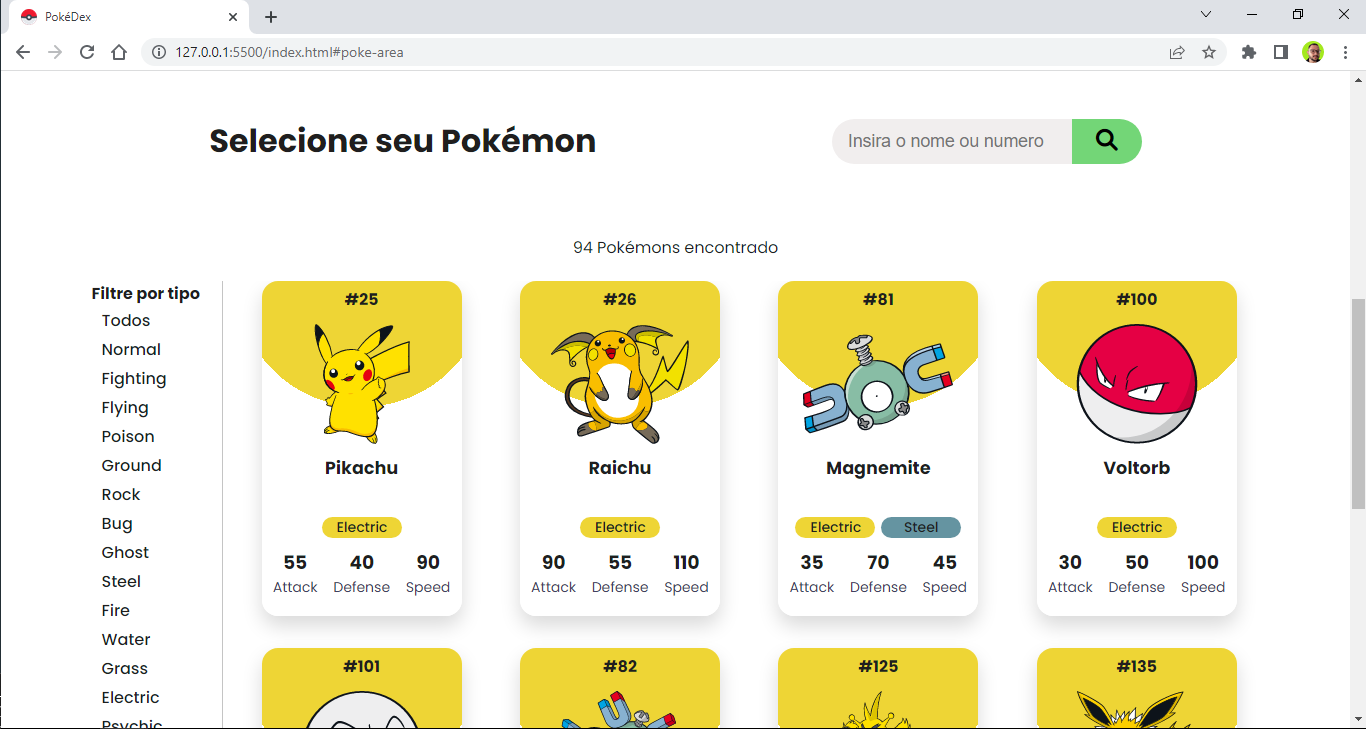 PokéDex
127.0.0.1:5500/index.html#poke-area
Selecione seu Pokémon
Insira o nome ou numero
94 Pokémons encontrado
Filtre por tipo
Todos
Normal
Fighting
Flying
Poison
Ground
Rock
Bug
Ghost
Steel
Fire
Water
Grass
Electric
Psychic
#25
Pikachu
Electric
55 40 90
Attack Defense Speed
#26
Raichu
Electric
90 55 110
Attack Defense Speed
#81
Magnemite
Electric Steel
35 70 45
Attack Defense Speed
#100
Voltorb
Electric
30 50 100
Attack Defense Speed
#101
#82
#125
#135